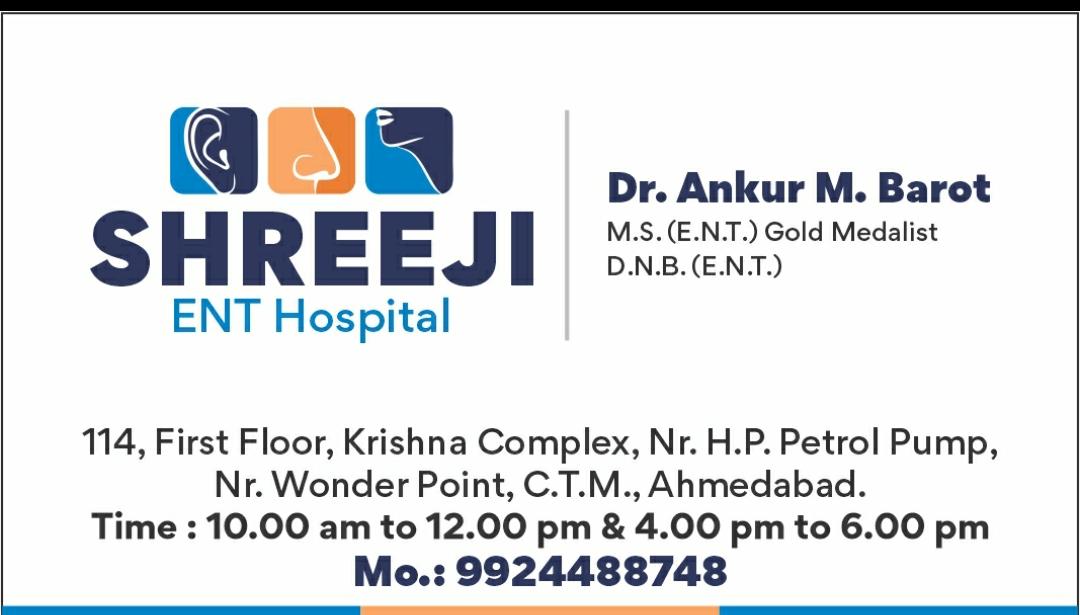 SHREEJI
ENT Hospital
Dr. Ankur M. Barot
M.S. (E.N.T.) Gold Medalist
D.N.B. (E.N.T.)
114, First Floor, Krishna Complex, Nr. H.P. Petrol Pump,
Nr. Wonder Point, C.T.M., Ahmedabad.
Time : 10.00 am to 12.00 pm & 4.00 pm to 6.00 pm
Mo.: 9924488748